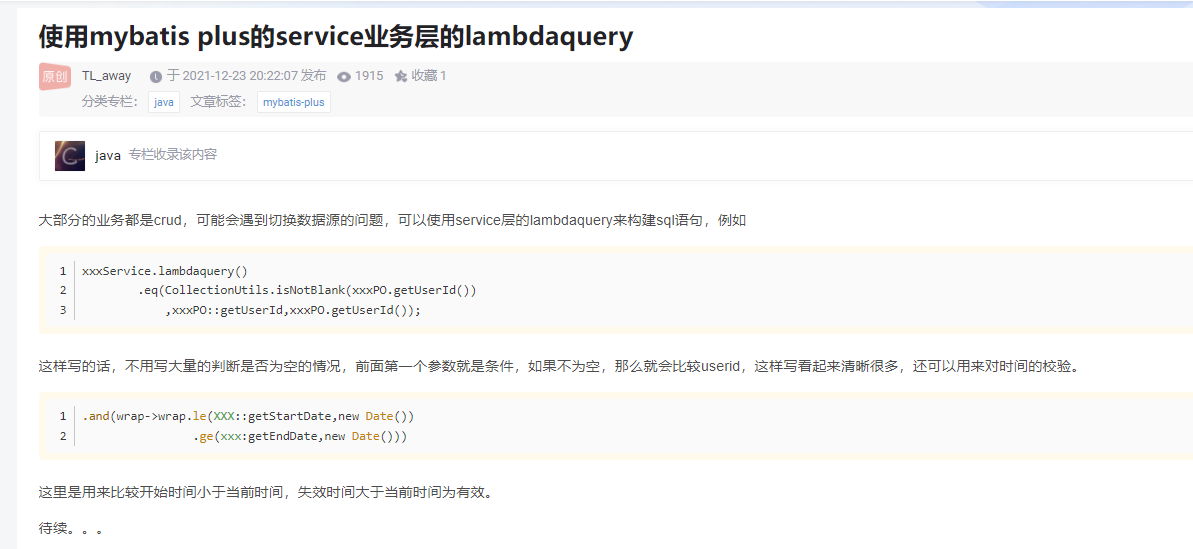 使用mybatis plus的service业务层的lambdaquery
原创 TL_away 于 2021-12-23 20:22:07 发布 1915 收藏 1
分类专栏： java 文章标签： mybatis-plus
java 专栏收录该内容
大部分的业务都是crud，可能会遇到切换数据源的问题，可以使用service层的lambdaquery来构建sql语句，例如
1 xxxService.lambdaquery()
2 .eq(CollectionUtils.isNotBlank(xxxPO.getUserId())
3 ,xxxPO::getUserId,xxxPO.getUserId());
这样写的话，不用写大量的判断是否为空的情况，前面第一个参数就是条件，如果不为空，那么就会比较userid，这样写看起来清晰很多，还可以用来对时间的校验。
1 .and(wrap->wrap.le(XXX::getStartDate,new Date())
2 .ge(xxx:getEndDate,new Date()))
这里是用来比较开始时间小于当前时间，失效时间大于当前时间为有效。
待续。。。